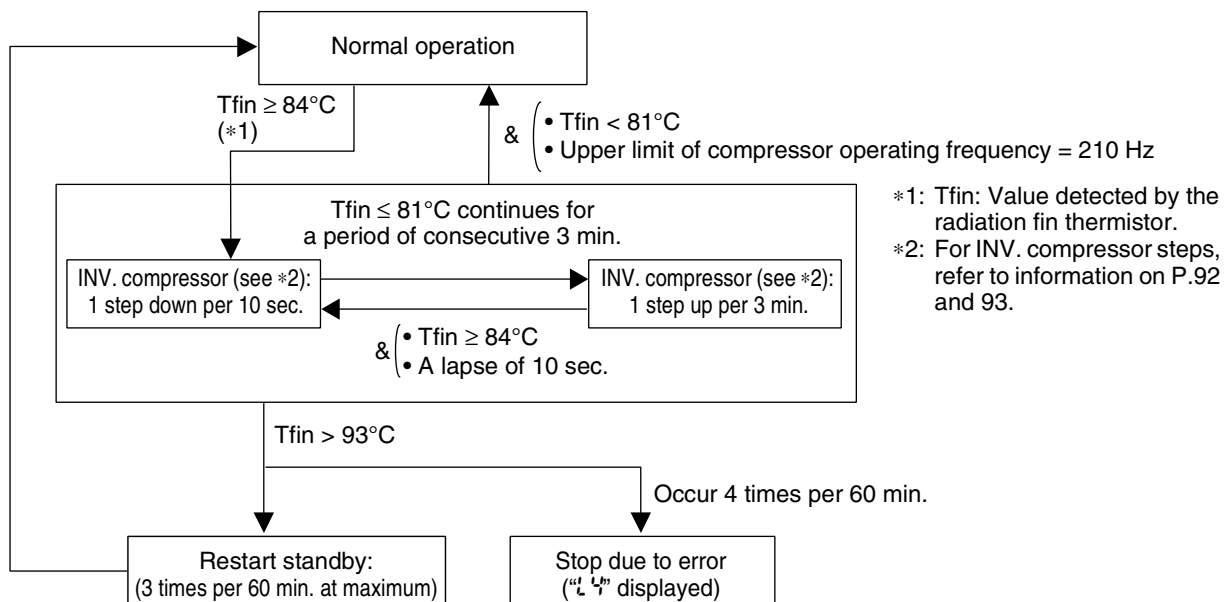 Normal operation
Tfin ≥ 84°C
(*1)
&
• Tfin < 81°C
• Upper limit of compressor operating frequency = 210 Hz
Tfin ≤ 81°C continues for
a period of consecutive 3 min.
INV. compressor (see *2):
1 step down per 10 sec.
INV. compressor (see *2):
1 step up per 3 min.
&
• Tfin ≥ 84°C
• A lapse of 10 sec.
*1: Tfin: Value detected by the
radiation fin thermistor.
*2: For INV. compressor steps,
refer to information on P.92
and 93.
Tfin > 93°C
Occur 4 times per 60 min.
Restart standby:
(3 times per 60 min. at maximum)
Stop due to error
(“L4” displayed)